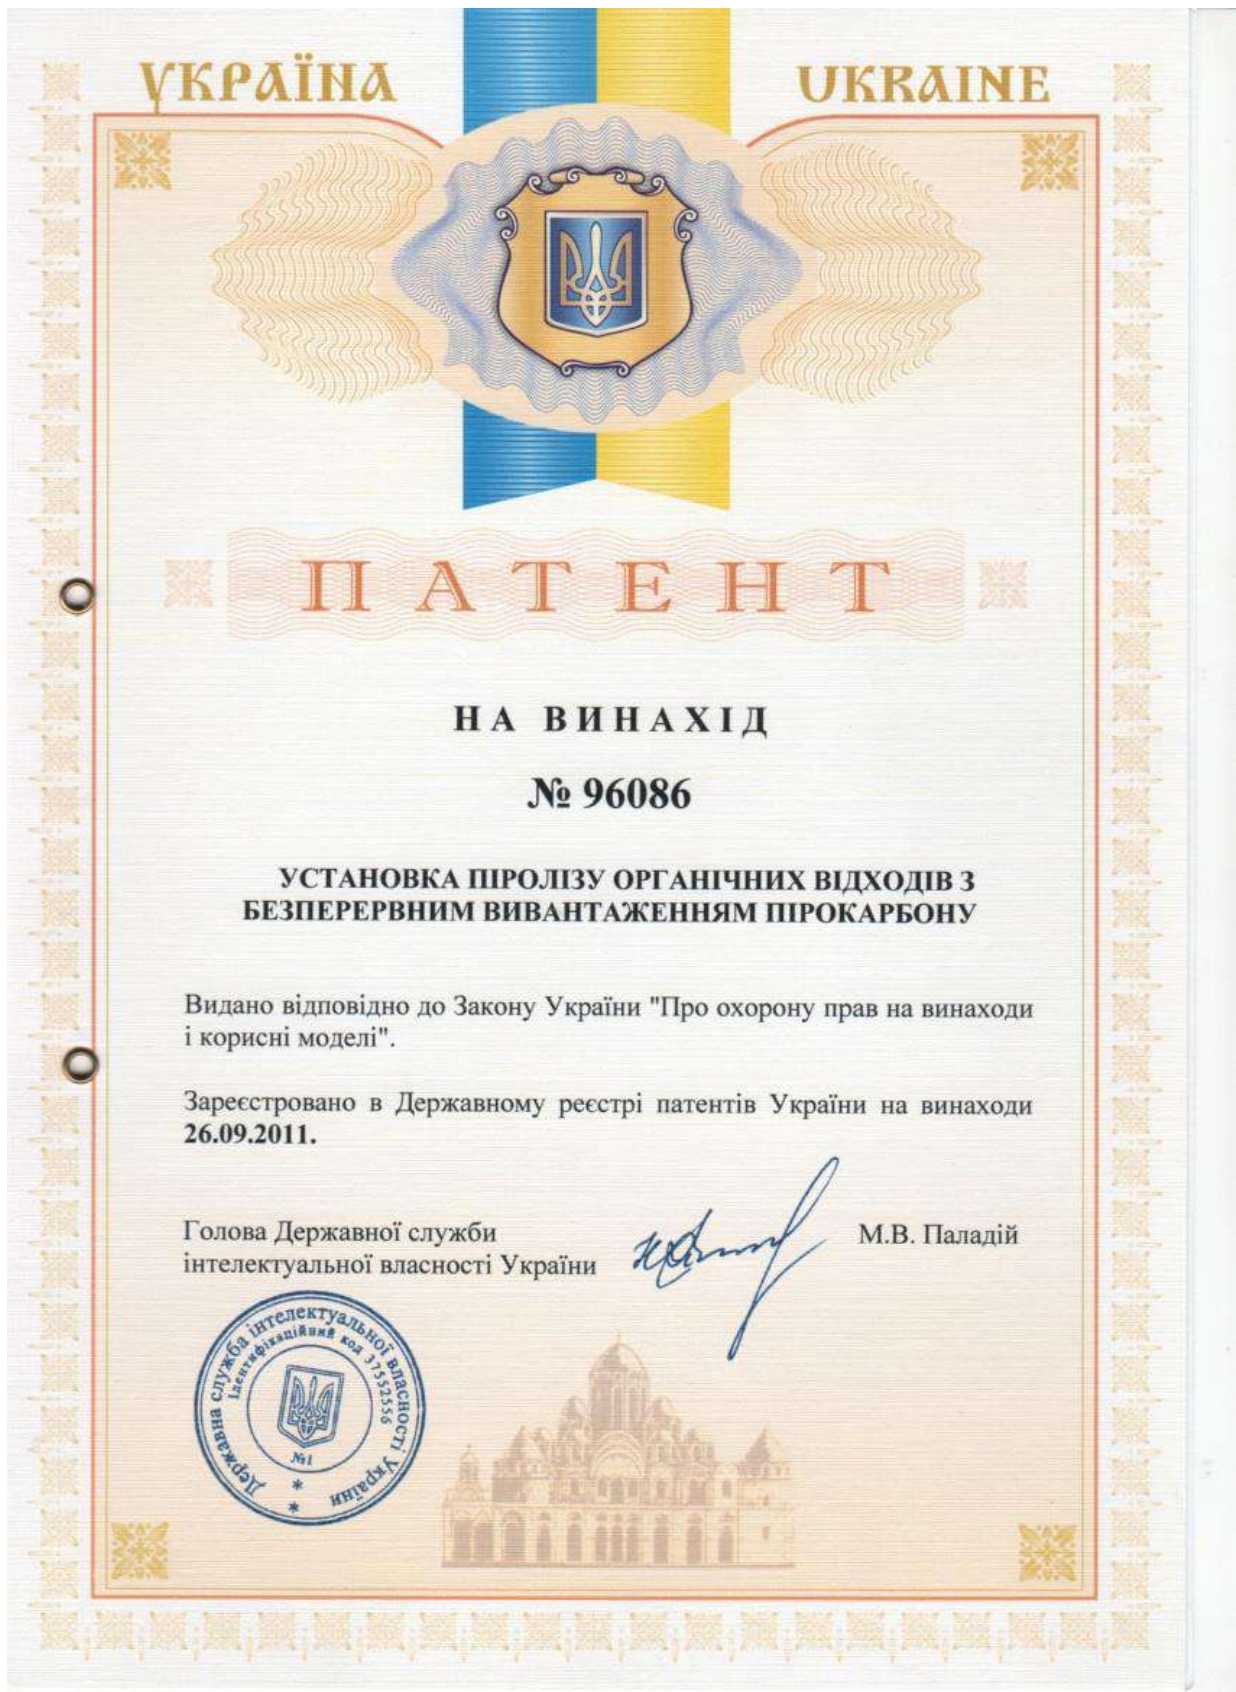 УКРАЇНА
UKRAINE
ПАТЕНТ
НА ВИНАХІД
№ 96086
УСТАНОВКА ПІРОЛІЗУ ОРГАНІЧНИХ ВІДХОДІВ З
БЕЗПЕРЕРВНИМ ВИВАНТАЖЕННЯМ ПІРОКАРБОНУ
Видано відповідно до Закону України "Про охорону прав на винаходи
і корисні моделі".
Зареєстровано в Державному реєстрі патентів України на винаходи
26.09.2011.
Голова Державної служби
інтелектуальної власності України
М.В. Паладій
Державна служба інтелектуальної власності України
Ідентифікаційний код 37552556
№1